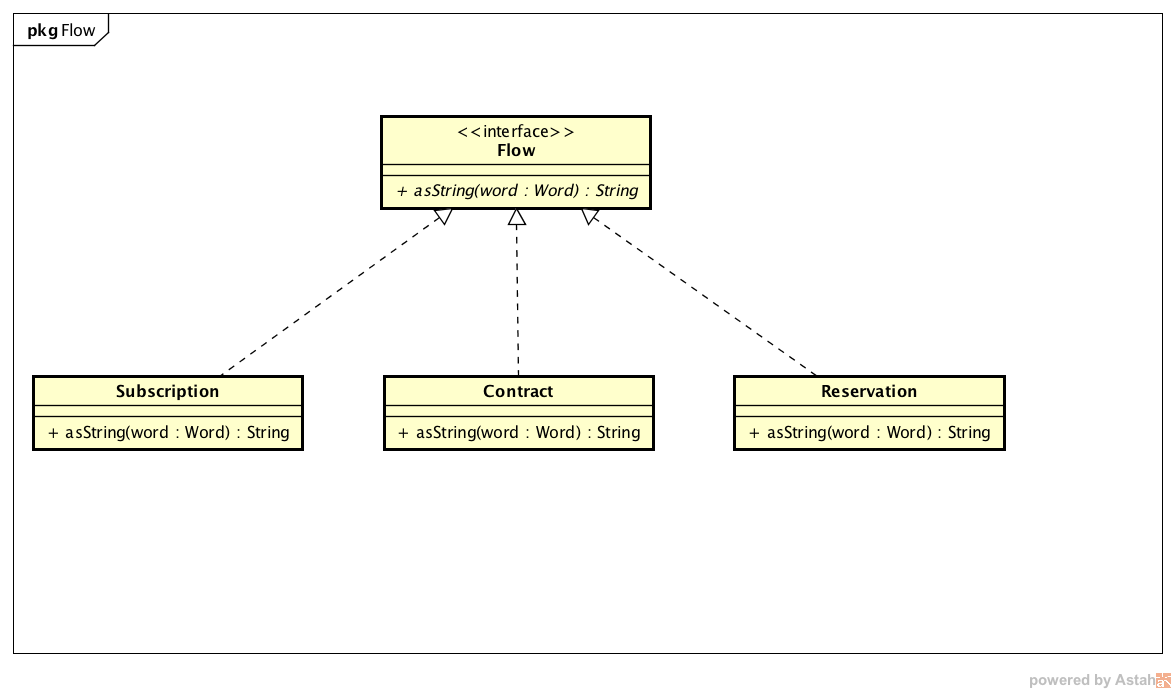 pkg Flow
<<interface>>
Flow
+ asString(word : Word) : String
Subscription
+ asString(word : Word) : String
Contract
+ asString(word : Word) : String
Reservation
+ asString(word : Word) : String
powered by Astah